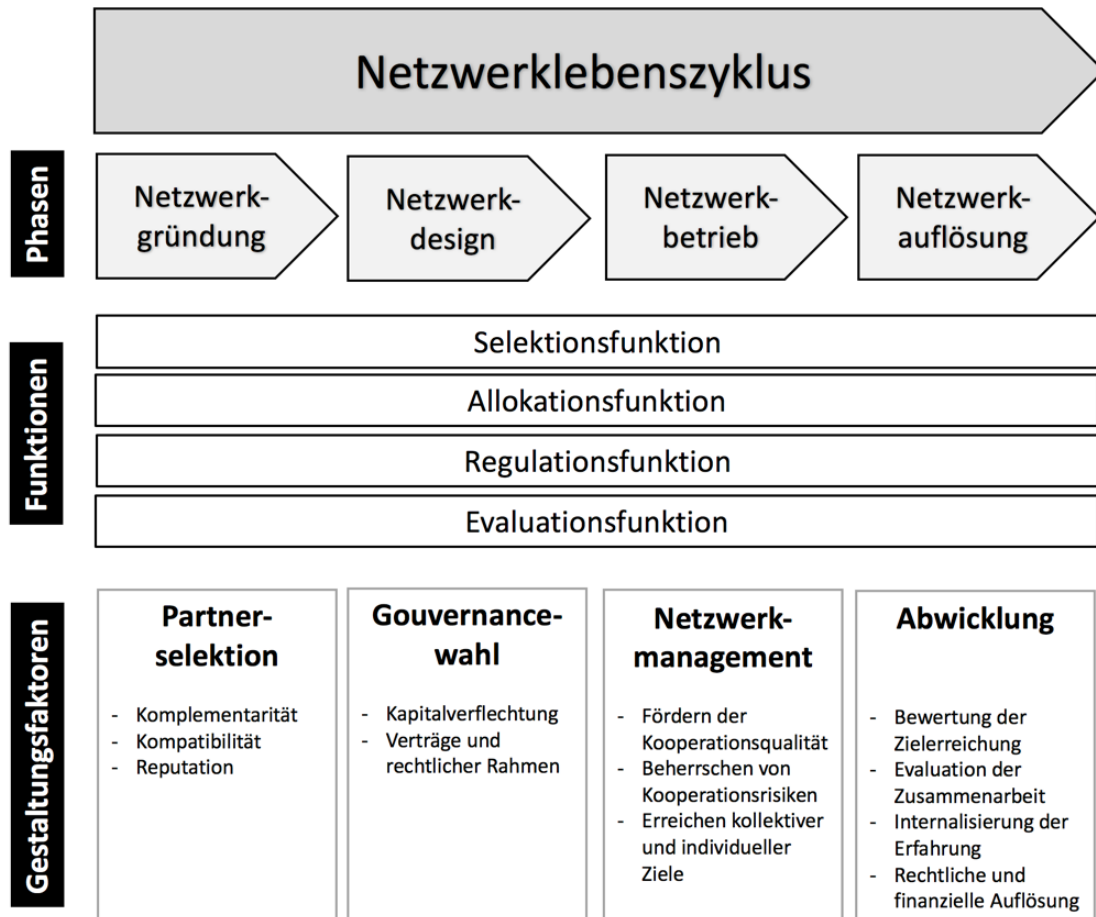 Netzwerklebenszyklus
Phasen
Netzwerk-
gründung
Netzwerk-
design
Netzwerk-
betrieb
Netzwerk-
auflösung
Funktionen
Selektionsfunktion
Allokationsfunktion
Regulationsfunktion
Evaluationsfunktion
Gestaltungsfaktoren
Partner-
selektion
- Komplementarität
- Kompatibilität
- Reputation
Gouvernance-
wahl
- Kapitalverflechtung
- Verträge und
rechtlicher Rahmen
Netzwerk-
management
- Fördern der
Kooperationsqualität
- Beherrschen von
Kooperationsrisiken
- Erreichen kollektiver
und individueller
Ziele
Abwicklung
- Bewertung der
Zielerreichung
- Evaluation der
Zusammenarbeit
- Internalisierung der
Erfahrung
- Rechtliche und
finanzielle Auflösung